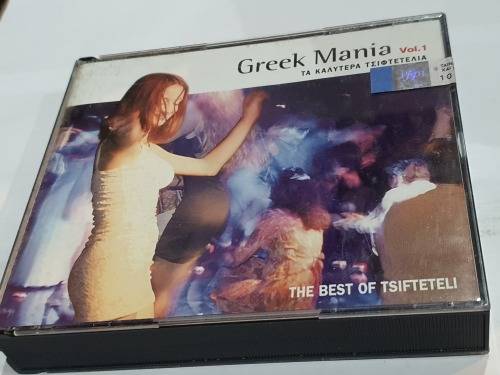 Greek Mania Vol.1
ΤΑ ΚΑΛΥΤΕΡΑ ΤΣΙΦΤΕΤΕΛΙΑ
THE BEST OF TSIFTETELI